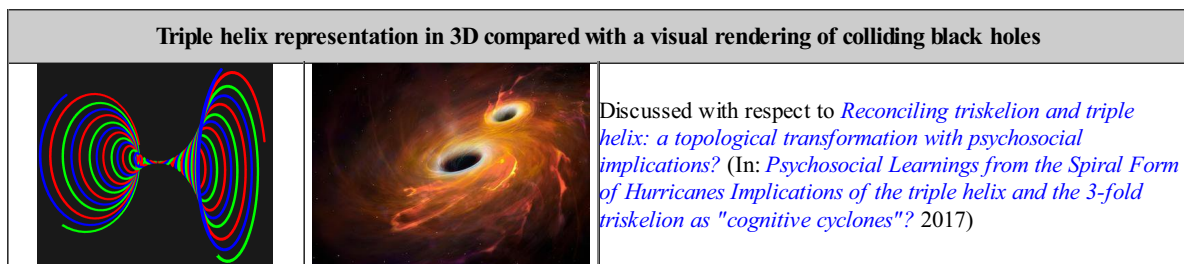 Triple helix representation in 3D compared with a visual rendering of colliding black holes
Discussed with respect to Reconciling triskelion and triple
helix: a topological transformation with psychosocial
implications? (In: Psychosocial Learnings from the Spiral Form
of Hurricanes Implications of the triple helix and the 3-fold
triskelion as "cognitive cyclones"? 2017)